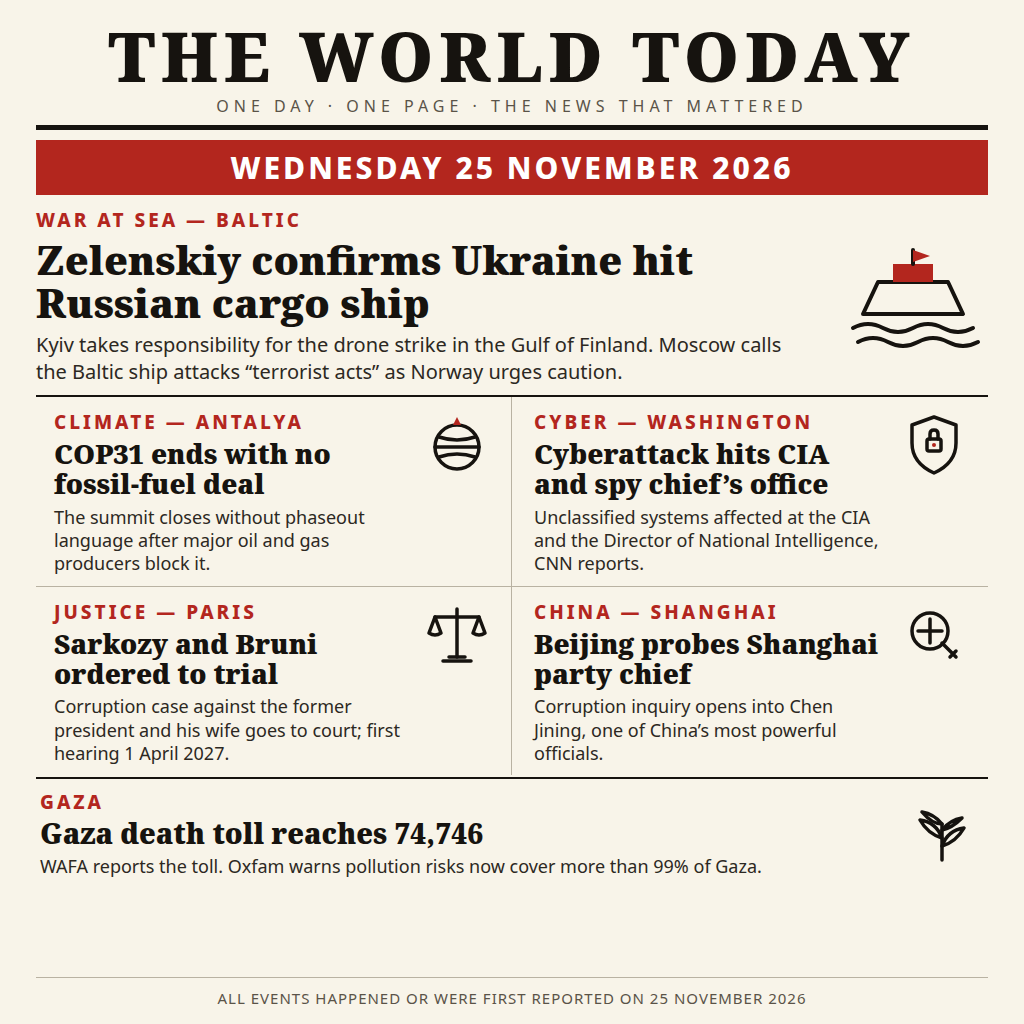 THE WORLD TODAY
ONE DAY · ONE PAGE · THE NEWS THAT MATTERED
WEDNESDAY 25 NOVEMBER 2026
WAR AT SEA — BALTIC
Zelenskiy confirms Ukraine hit
Russian cargo ship
Kyiv takes responsibility for the drone strike in the Gulf of Finland. Moscow calls
the Baltic ship attacks “terrorist acts” as Norway urges caution.
CLIMATE — ANTALYA
COP31 ends with no
fossil-fuel deal
The summit closes without phaseout
language after major oil and gas
producers block it.
CYBER — WASHINGTON
Cyberattack hits CIA
and spy chief’s office
Unclassified systems affected at the CIA
and the Director of National Intelligence,
CNN reports.
JUSTICE — PARIS
Sarkozy and Bruni
ordered to trial
Corruption case against the former
president and his wife goes to court; first
hearing 1 April 2027.
CHINA — SHANGHAI
Beijing probes Shanghai
party chief
Corruption inquiry opens into Chen
Jining, one of China’s most powerful
officials.
GAZA
Gaza death toll reaches 74,746
WAFA reports the toll. Oxfam warns pollution risks now cover more than 99% of Gaza.
ALL EVENTS HAPPENED OR WERE FIRST REPORTED ON 25 NOVEMBER 2026